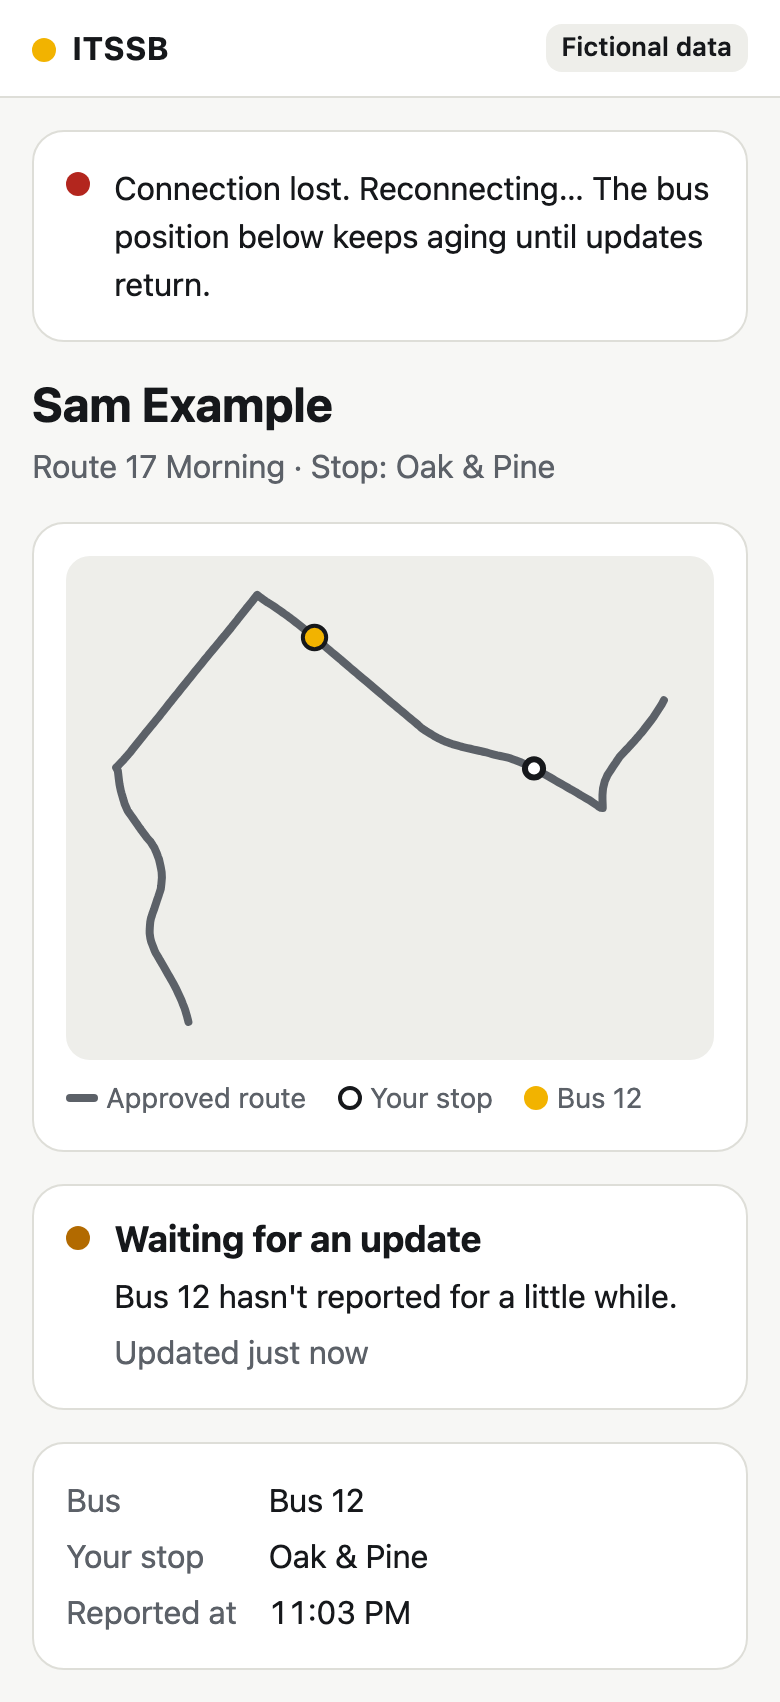 ITSSB
Fictional data
Connection lost. Reconnecting... The bus
position below keeps aging until updates
return.
Sam Example
Route 17 Morning · Stop: Oak & Pine
Approved route
Your stop
Bus 12
Waiting for an update
Bus 12 hasn't reported for a little while.
Updated just now
Bus Bus 12
Your stop Oak & Pine
Reported at 11:03 PM